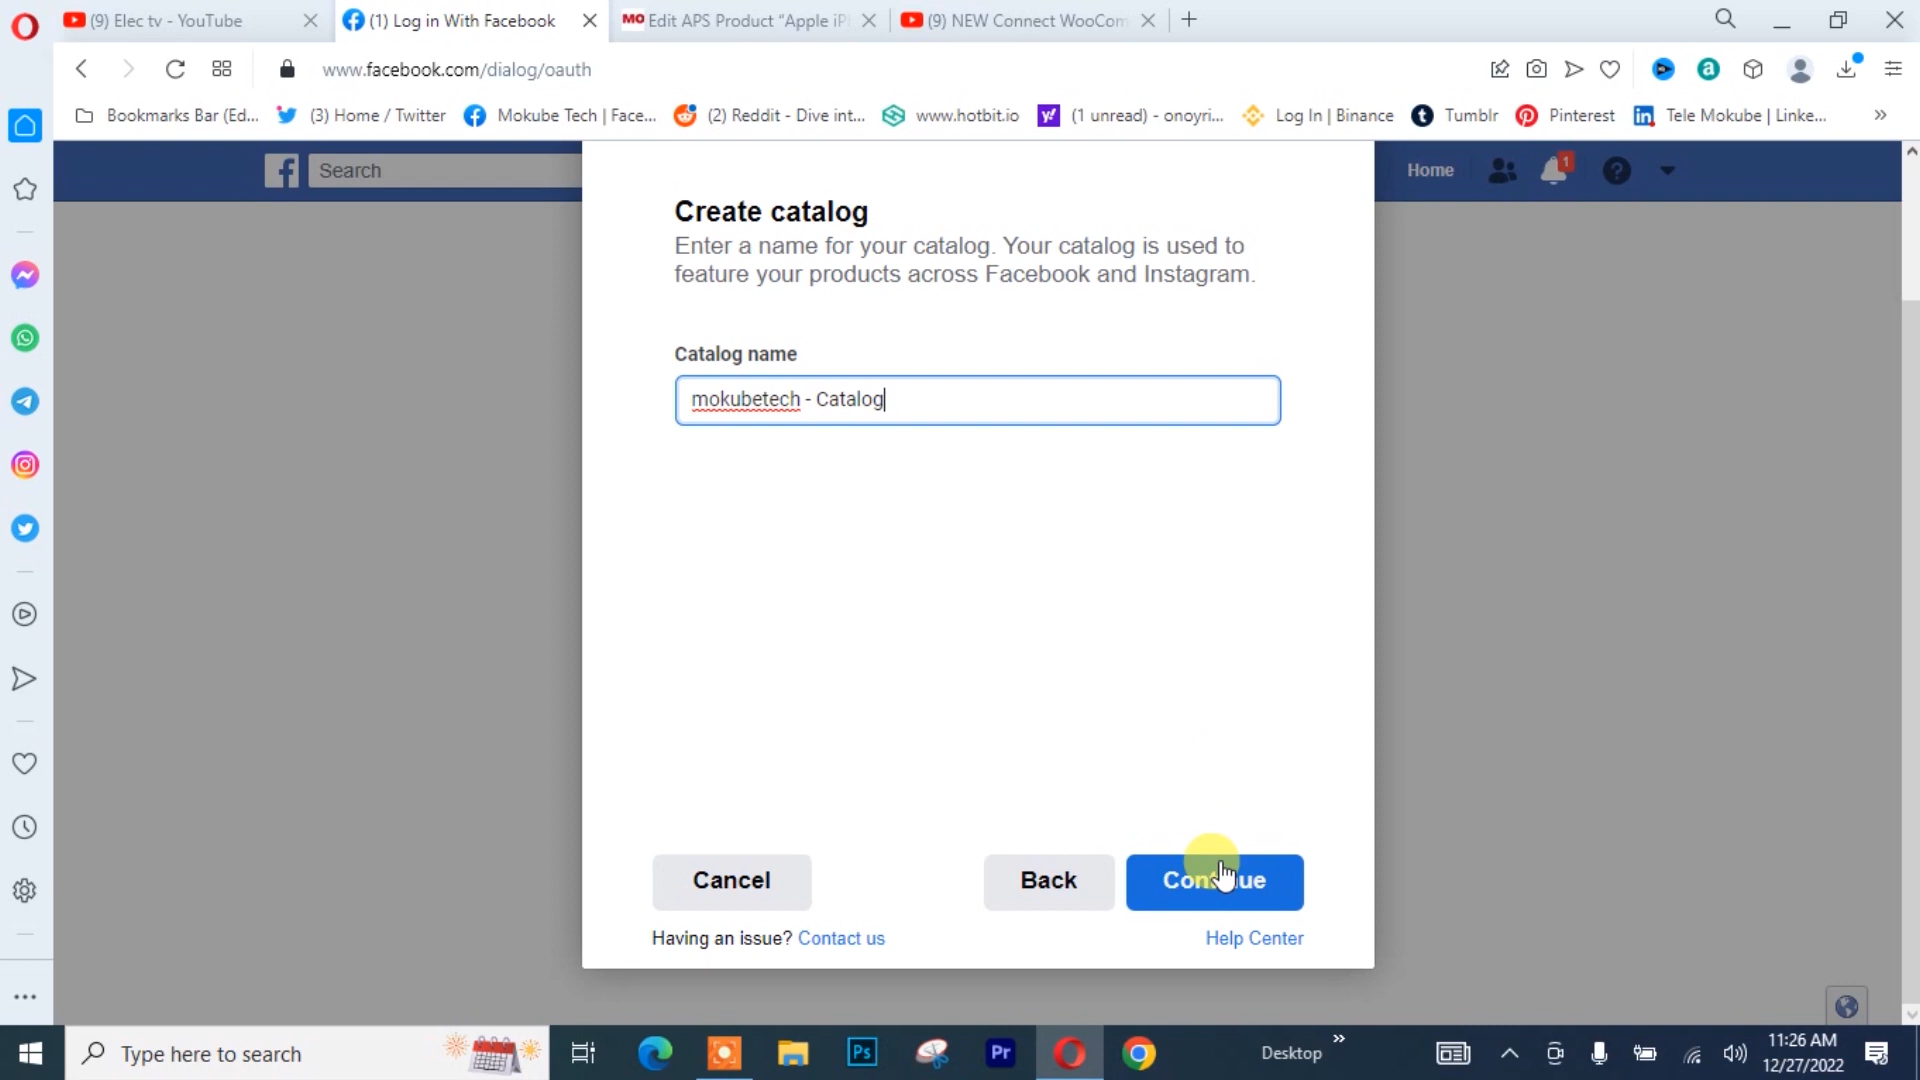 (9) Elec tv - YouTube
(1) Log in With Facebook
MO Edit APS Product “Apple iPl
(9) NEW Connect WooCom
www.facebook.com/dialog/oauth
Bookmarks Bar (Ed...
(3) Home / Twitter
Mokube Tech | Face...
(2) Reddit - Dive int...
www.hotbit.io
(1 unread) - onoyri...
Log In | Binance
Tumblr
Pinterest
Tele Mokube | Linke...
Search
Home
1
Create catalog
Enter a name for your catalog. Your catalog is used to
feature your products across Facebook and Instagram.
Catalog name
mokubetech - Catalog
Cancel
Back
Continue
Having an issue? Contact us
Help Center
Type here to search
Ps
Pr
Desktop
11:26 AM
12/27/2022